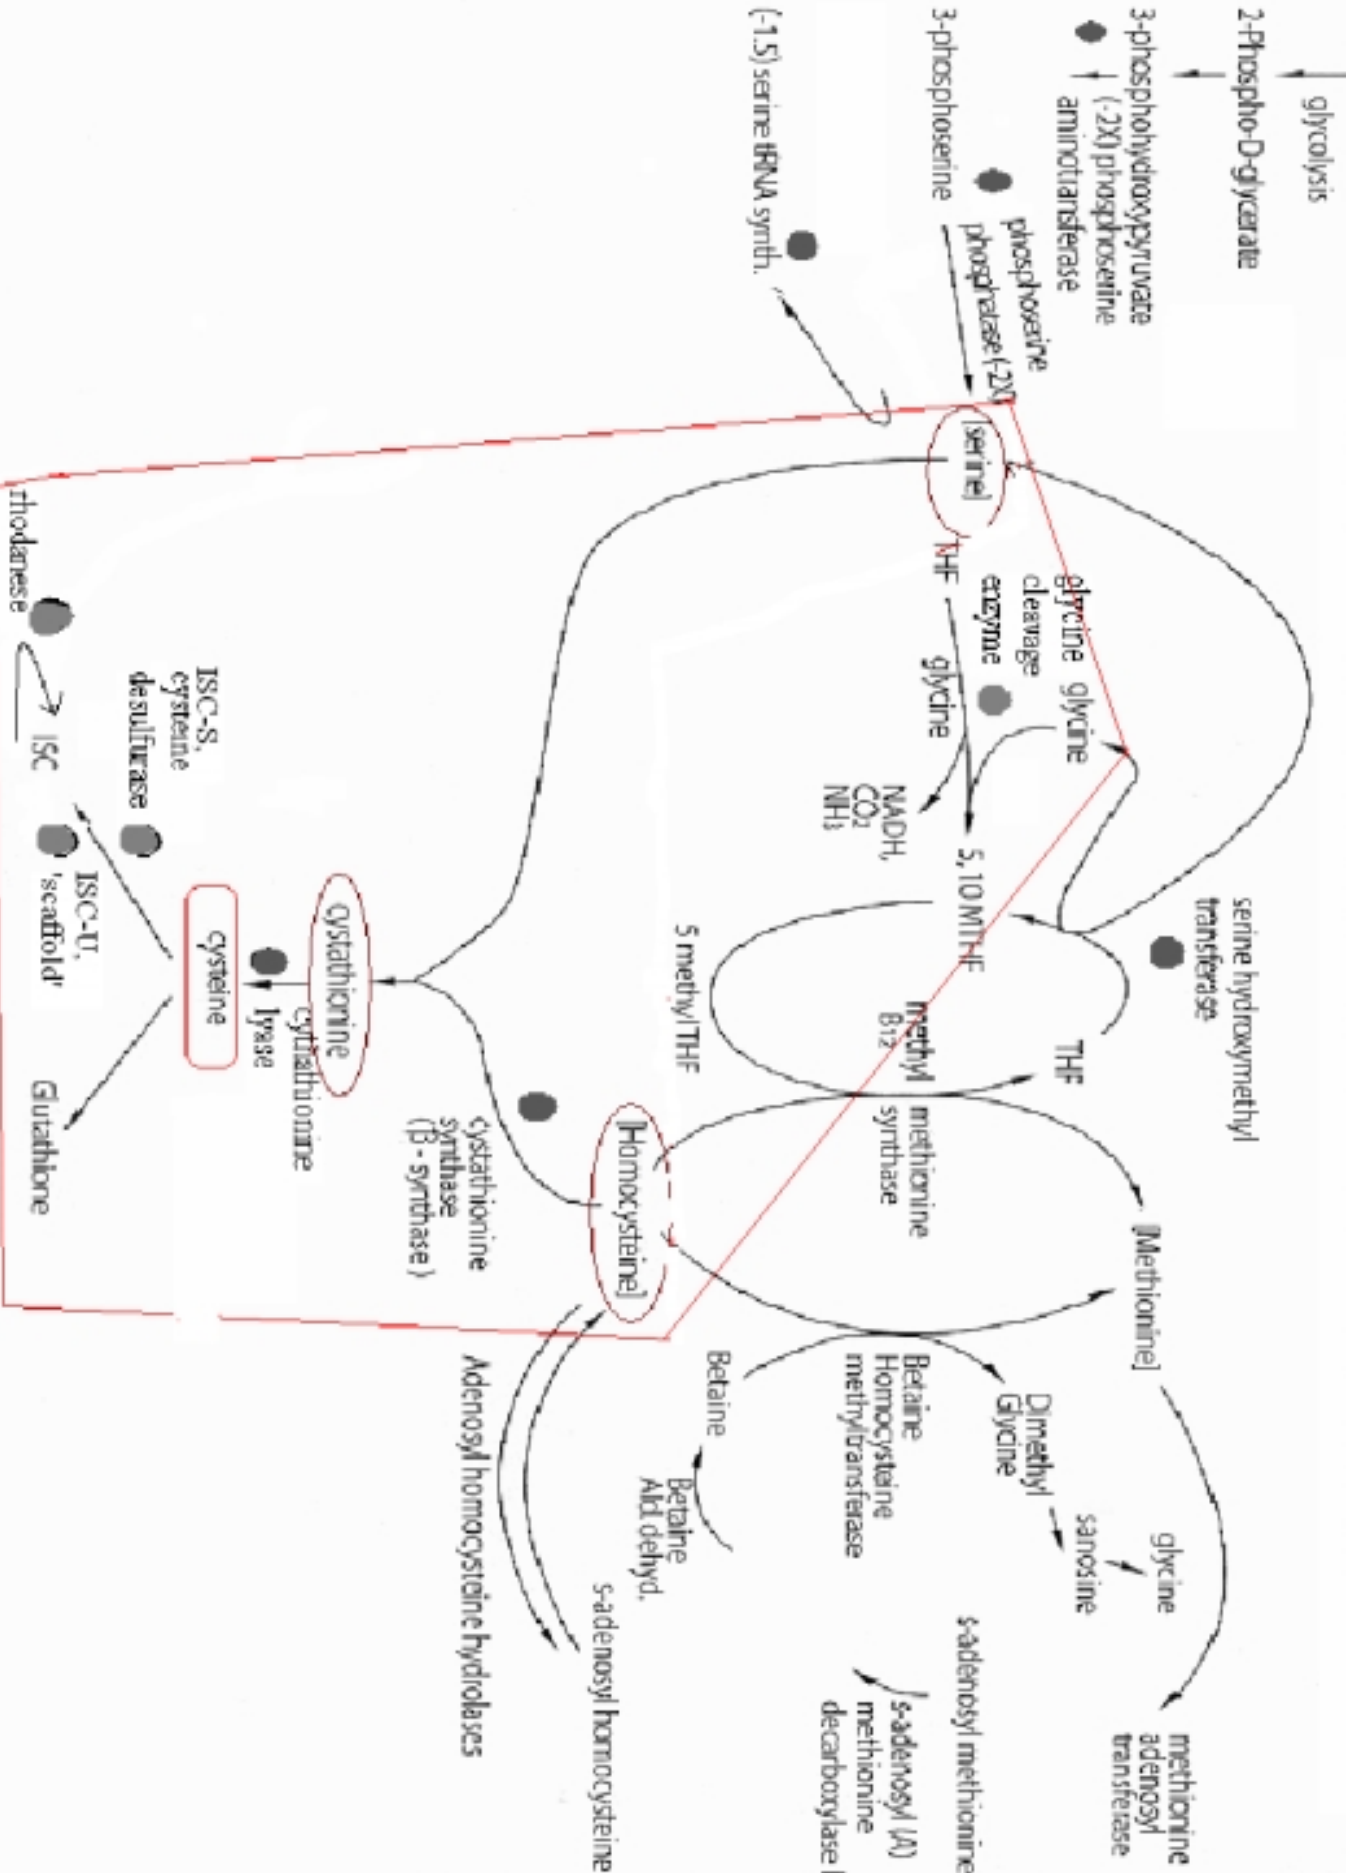 glycolysis
2-Phospho-D-glycerate
3-phosphohydroxypyruvate
(-2X) phosphoserine
aminotransferase
3-phosphoserine
phosphoserine
phosphatase (-2X)
(-1.5) serine tRNA synth.
[serine]
THF
glycine
cleavage
enzyme
glycine
glycine
NADH,
CO2
NH3
5, 10 MTHF
serine hydroxymethyl
transferase
THF
5 methyl THF
methyl
B12
methionine
synthase
[Methionine]
[Homocysteine]
cystathionine
synthase
(β - synthase)
cystathionine
cythathionine
lyase
cysteine
ISC-S,
cysteine
desulfurase
rhodanese
ISC
ISC-U,
'scaffold'
Glutathione
Betaine
Homocysteine
methyltransferase
Betaine
Betaine
Ald. dehyd.
Dimethyl
Glycine
sanosine
glycine
methionine
adenosyl
transferase
s-adenosyl methionine
s-adenosyl (A)
methionine
decarboxylase
s-adenosyl homocysteine
Adenosyl homocysteine hydrolases